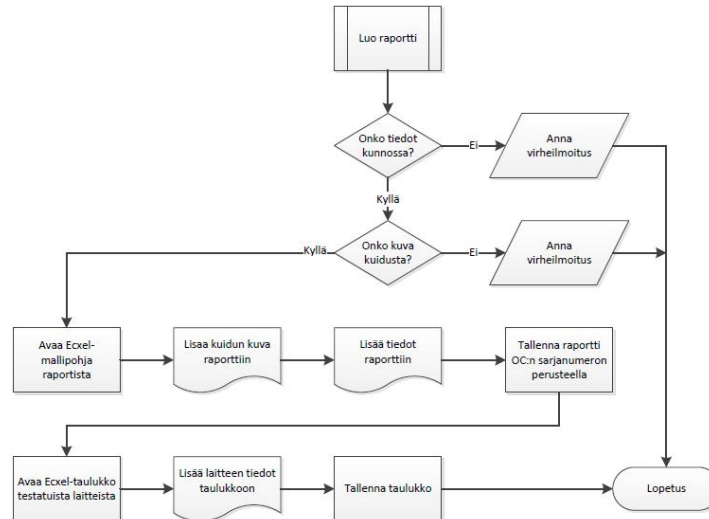 Luo raportti
Onko tiedot
kunnossa?
Ei
Anna
virheilmoitus
Kyllä
Onko kuva
kuidusta?
Kyllä
Ei
Anna
virheilmoitus
Avaa Ecxel-
mallipohja
raportista
Lisaa kuidun kuva
raporttiin
Lisää tiedot
raporttiin
Tallenna raportti
OC:n sarjanumeron
perusteella
Avaa Ecxel-taulukko
testatuista laitteista
Lisää laitteen tiedot
taulukkoon
Tallenna taulukko
Lopetus